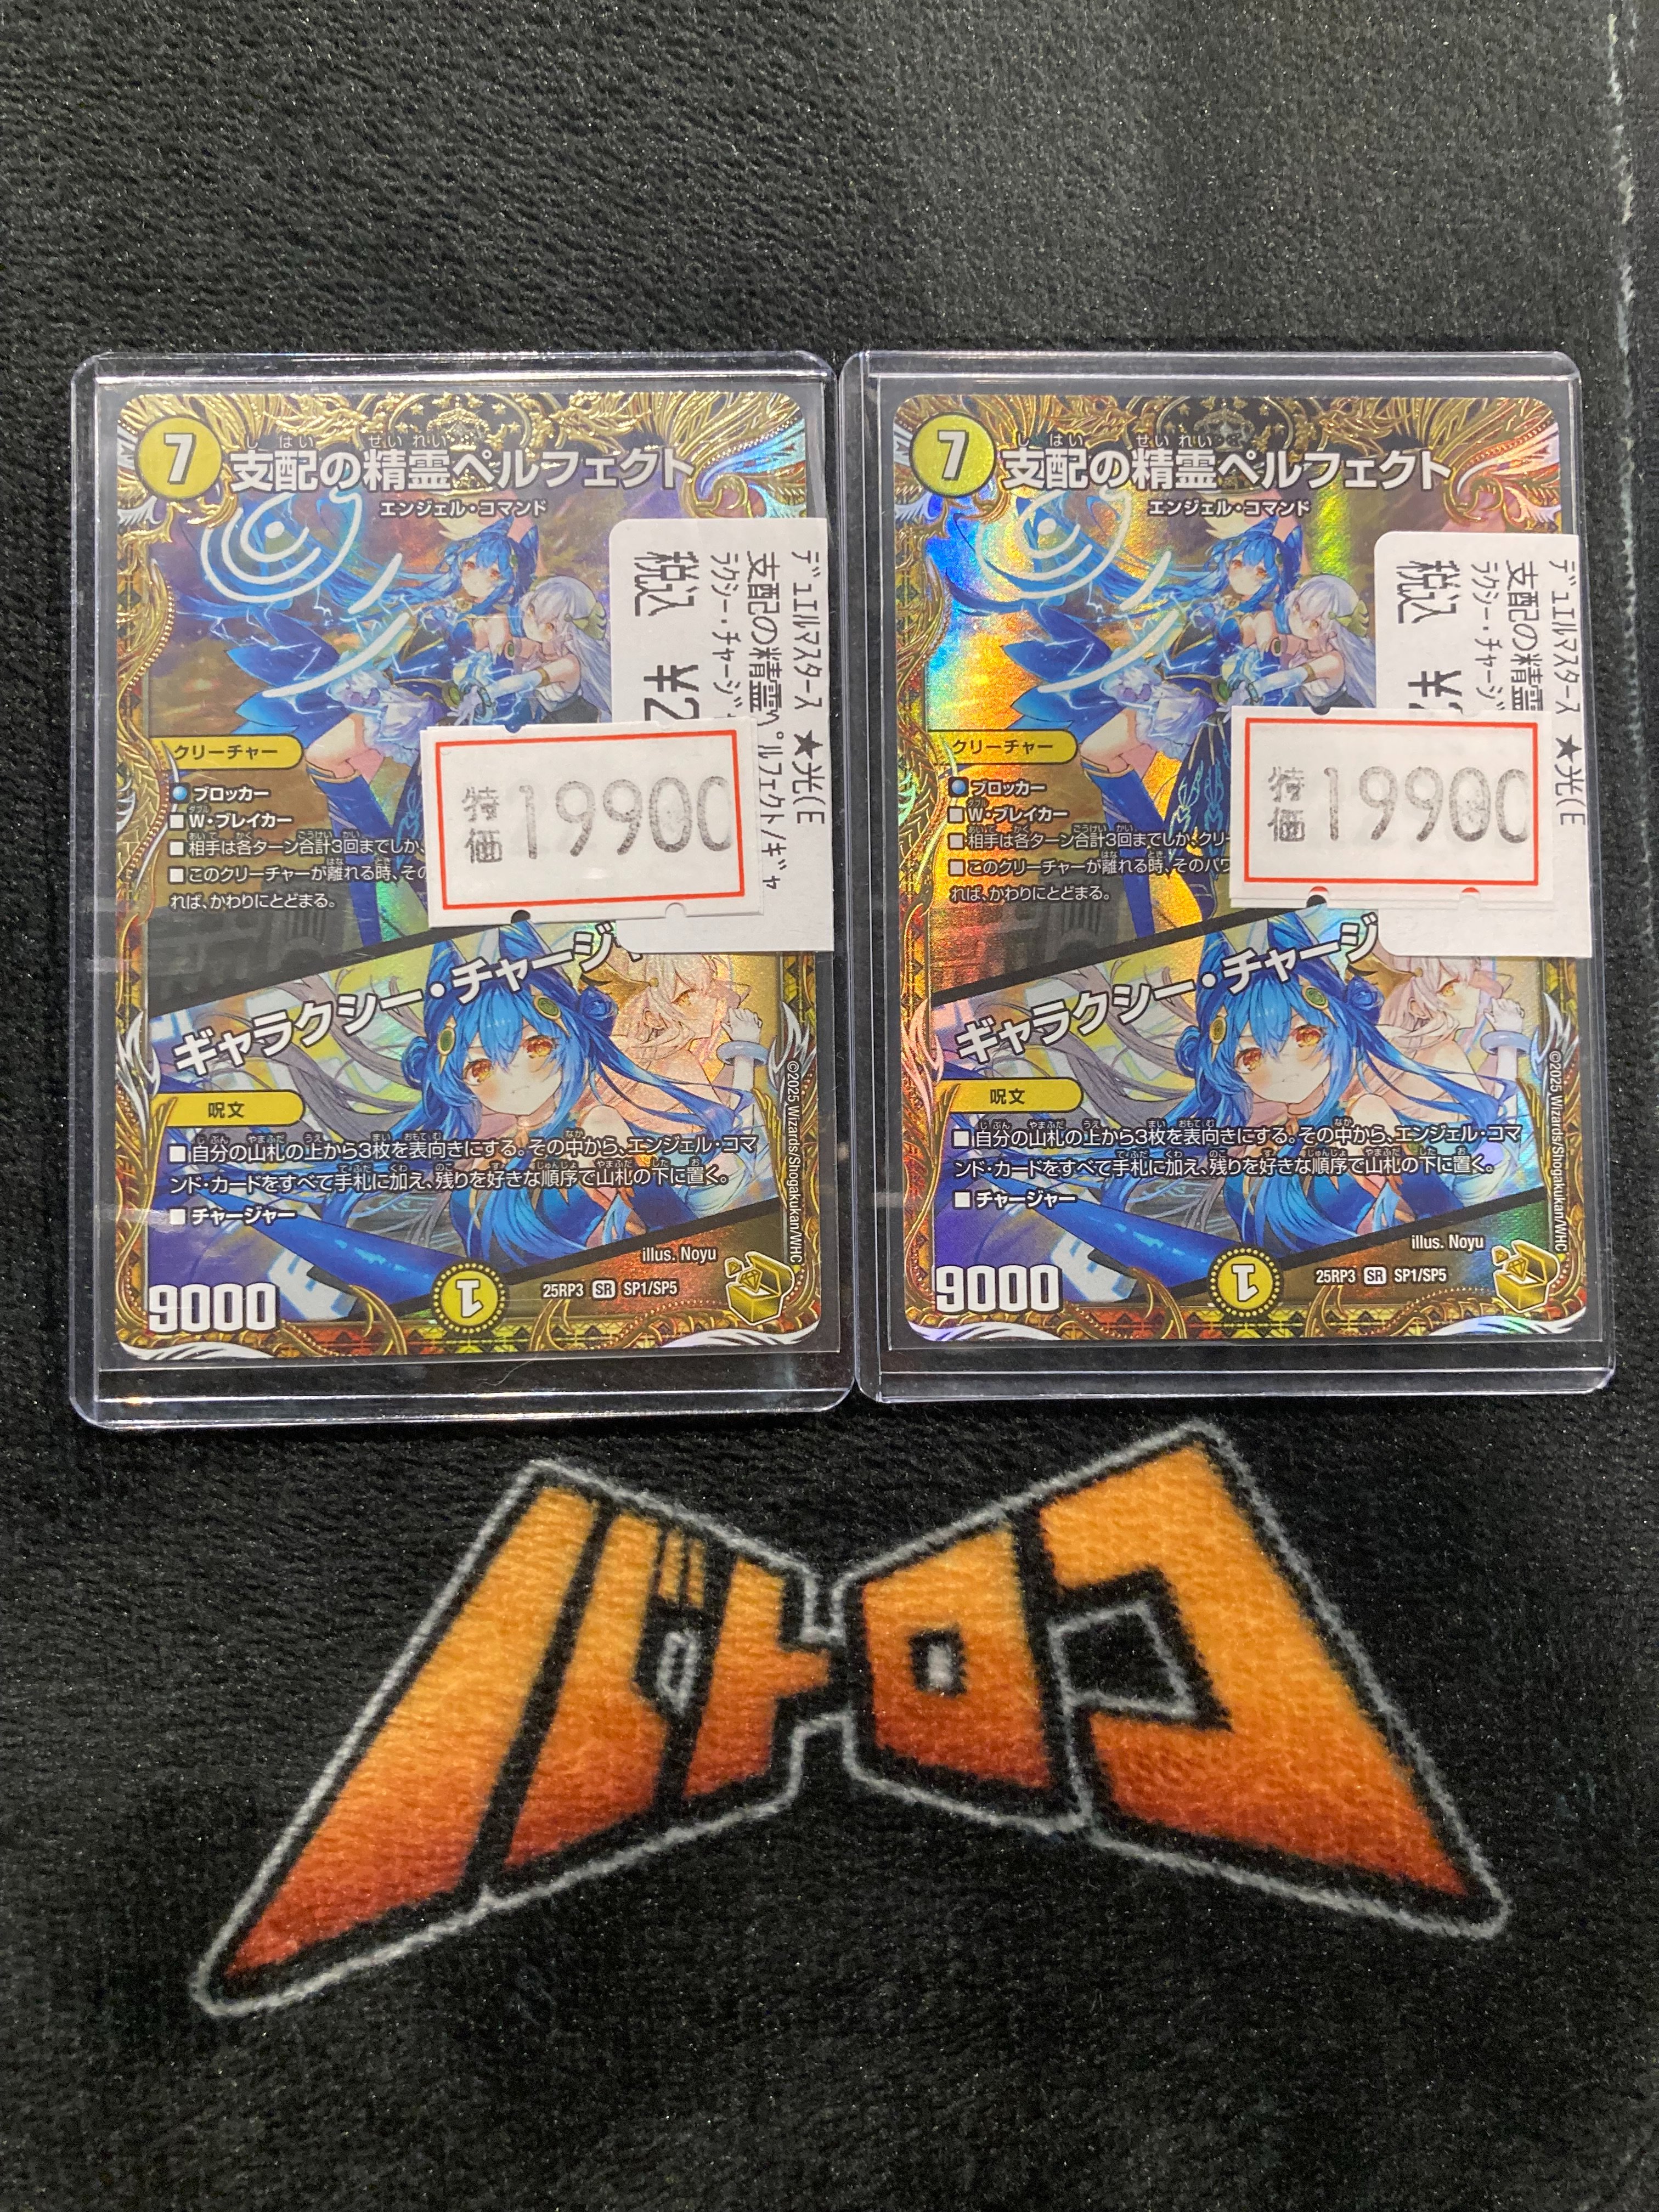 7
しはい せいれい
支配の精霊ペルフェクト
エンジェル・コマンド
デュエルマスターズ ★光(E
支配の精霊ペルフェクト/ギャ
ラクシー・チャージ
税込 ¥2
特価 19900
クリーチャー
ブロッカー
■W・ブレイカー
■相手は各ターン合計3回までしか、
■このクリーチャーが離れる時、その
れば、かわりにとどまる。
ギャラクシー・チャージ
呪文
■自分の山札の上から3枚を表向きにする。その中から、エンジェル・コマ
ンド・カードをすべて手札に加え、残りを好きな順序で山札の下に置く。
■チャージャー
illus. Noyu
9000
1
25RP3 SR SP1/SP5
©2025 Wizards/Shogakukan/WHC
7
しはい せいれい
支配の精霊ペルフェクト
エンジェル・コマンド
デュエルマスターズ ★光(E
支配の精霊
ラクシー・チャージ
税込 ¥
特価 19900
クリーチャー
ブロッカー
■W・ブレイカー
■相手は各ターン合計3回までしか、クリ
■このクリーチャーが離れる時、そのパワ
れば、かわりにとどまる。
ギャラクシー・チャージ
呪文
■自分の山札の上から3枚を表向きにする。その中から、エンジェル・コマ
ンド・カードをすべて手札に加え、残りを好きな順序で山札の下に置く。
■チャージャー
illus. Noyu
9000
1
25RP3 SR SP1/SP5
©2025 Wizards/Shogakukan/WHC
バトロコ